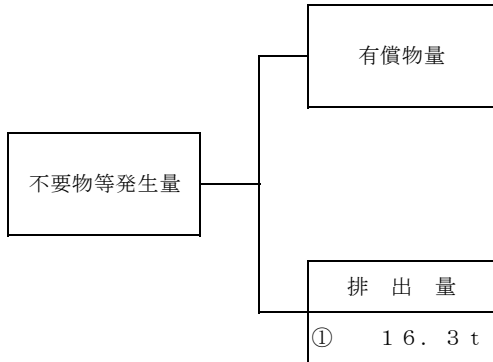 有償物量
不要物等発生量
排　出　量
①　　１６．３ｔ